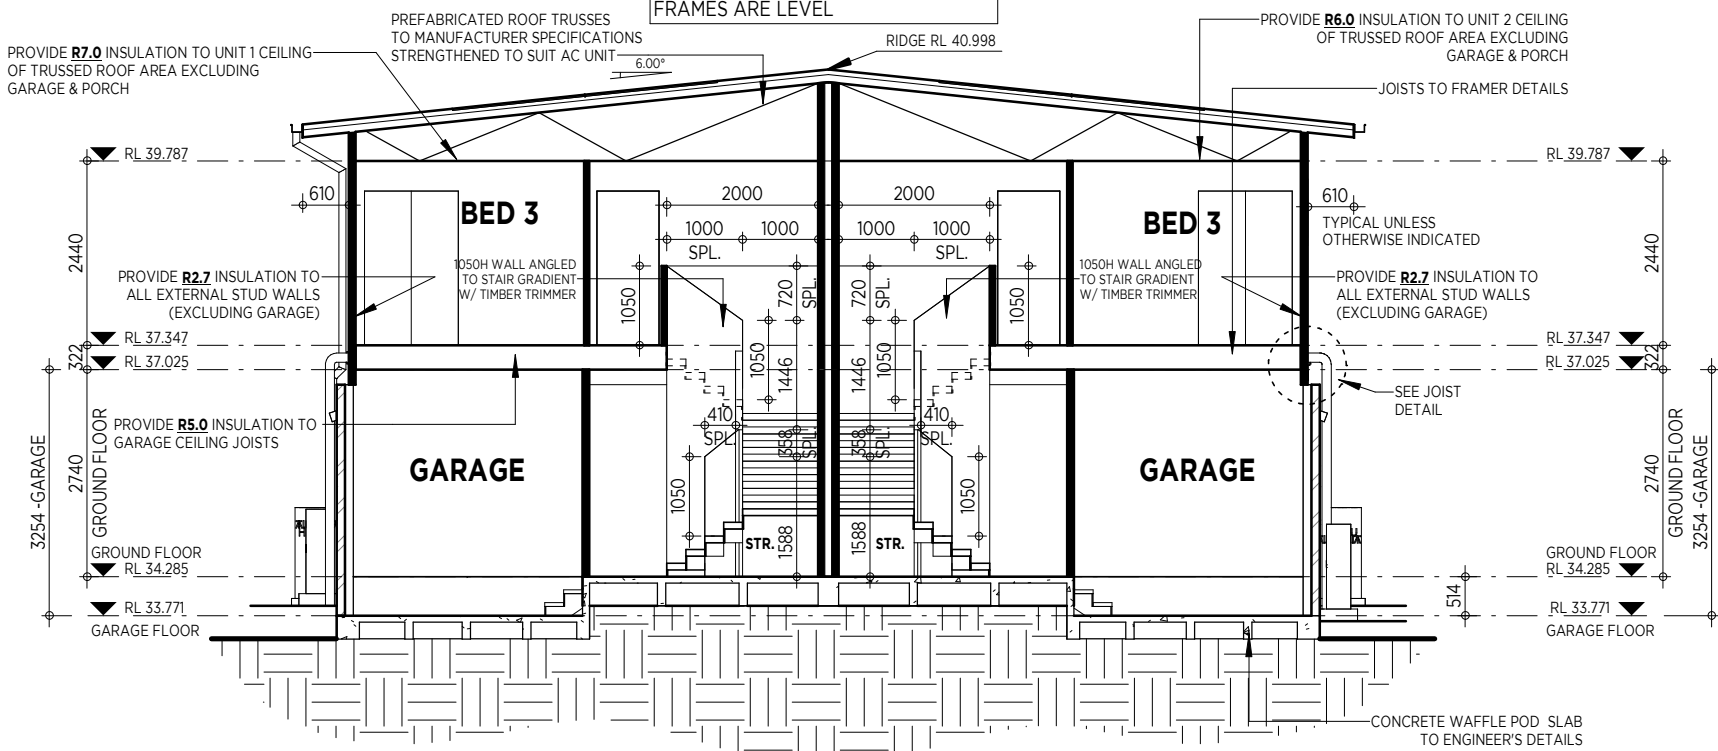 FRAMES ARE LEVEL
PREFABRICATED ROOF TRUSSES
TO MANUFACTURER SPECIFICATIONS
STRENGTHENED TO SUIT AC UNIT
PROVIDE R7.0 INSULATION TO UNIT 1 CEILING
OF TRUSSED ROOF AREA EXCLUDING
GARAGE & PORCH
6.00°
RIDGE RL 40.998
PROVIDE R6.0 INSULATION TO UNIT 2 CEILING
OF TRUSSED ROOF AREA EXCLUDING
GARAGE & PORCH
JOISTS TO FRAMER DETAILS
RL 39.787
RL 39.787
610
2000
2000
610
BED 3
BED 3
1000
1000
1000
1000
SPL.
SPL.
TYPICAL UNLESS
OTHERWISE INDICATED
2440
2440
1050H WALL ANGLED
TO STAIR GRADIENT
W/ TIMBER TRIMMER
1050H WALL ANGLED
TO STAIR GRADIENT
W/ TIMBER TRIMMER
PROVIDE R2.7 INSULATION TO
ALL EXTERNAL STUD WALLS
(EXCLUDING GARAGE)
PROVIDE R2.7 INSULATION TO
ALL EXTERNAL STUD WALLS
(EXCLUDING GARAGE)
1050
720
SPL.
720
SPL.
1050
RL 37.347
RL 37.347
322
322
RL 37.025
RL 37.025
1050
1446
1446
1050
SEE JOIST
DETAIL
PROVIDE R5.0 INSULATION TO
GARAGE CEILING JOISTS
410
SPL.
358
SPL.
358
SPL.
410
SPL.
GARAGE
GARAGE
3254 -GARAGE
2740
GROUND FLOOR
2740
GROUND FLOOR
3254 -GARAGE
1050
1050
STR.
1588
1588
STR.
GROUND FLOOR
RL 34.285
GROUND FLOOR
RL 34.285
514
RL 33.771
GARAGE FLOOR
RL 33.771
GARAGE FLOOR
CONCRETE WAFFLE POD SLAB
TO ENGINEER'S DETAILS